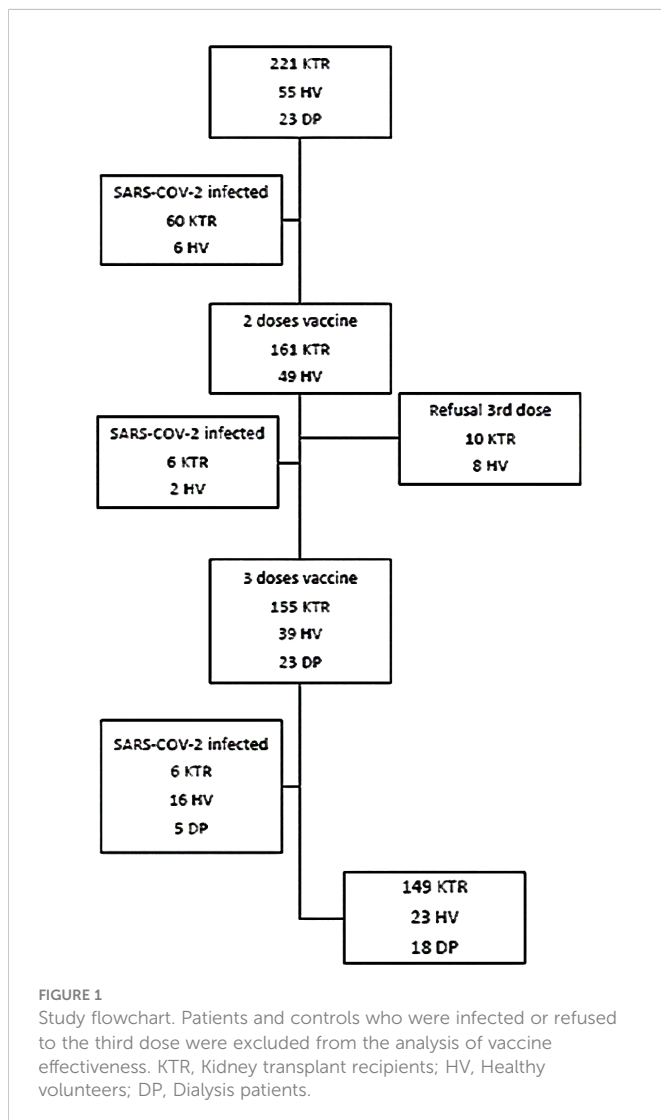 221 KTR
55 HV
23 DP
SARS-COV-2 infected
60 KTR
6 HV
2 doses vaccine
161 KTR
49 HV
Refusal 3rd dose
10 KTR
8 HV
SARS-COV-2 infected
6 KTR
2 HV
3 doses vaccine
155 KTR
39 HV
23 DP
SARS-COV-2 infected
6 KTR
16 HV
5 DP
149 KTR
23 HV
18 DP
FIGURE 1
Study flowchart. Patients and controls who were infected or refused
to the third dose were excluded from the analysis of vaccine
effectiveness. KTR, Kidney transplant recipients; HV, Healthy
volunteers; DP, Dialysis patients.